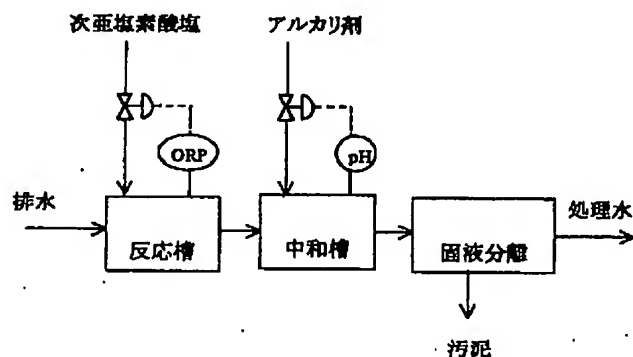 次亜塩素酸塩
アルカリ剤
ORP
pH
排水
反応槽
中和槽
固液分離
処理水
汚泥